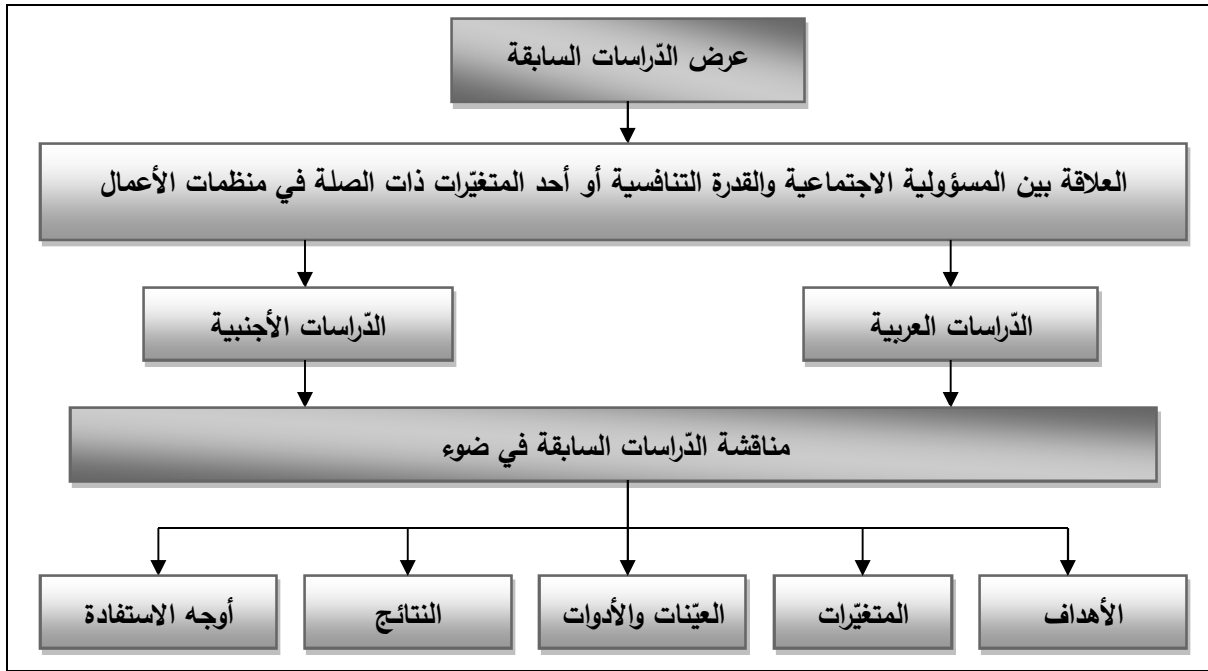 عرض الدّراسات السابقة
العلاقة بين المسؤولية الاجتماعية والقدرة التنافسية أو أحد المتغيّرات ذات الصلة في منظمات الأعمال
الدّراسات العربية
الدّراسات الأجنبية
مناقشة الدّراسات السابقة في ضوء
الأهداف
المتغيّرات
العيّنات والأدوات
النتائج
أوجه الاستفادة